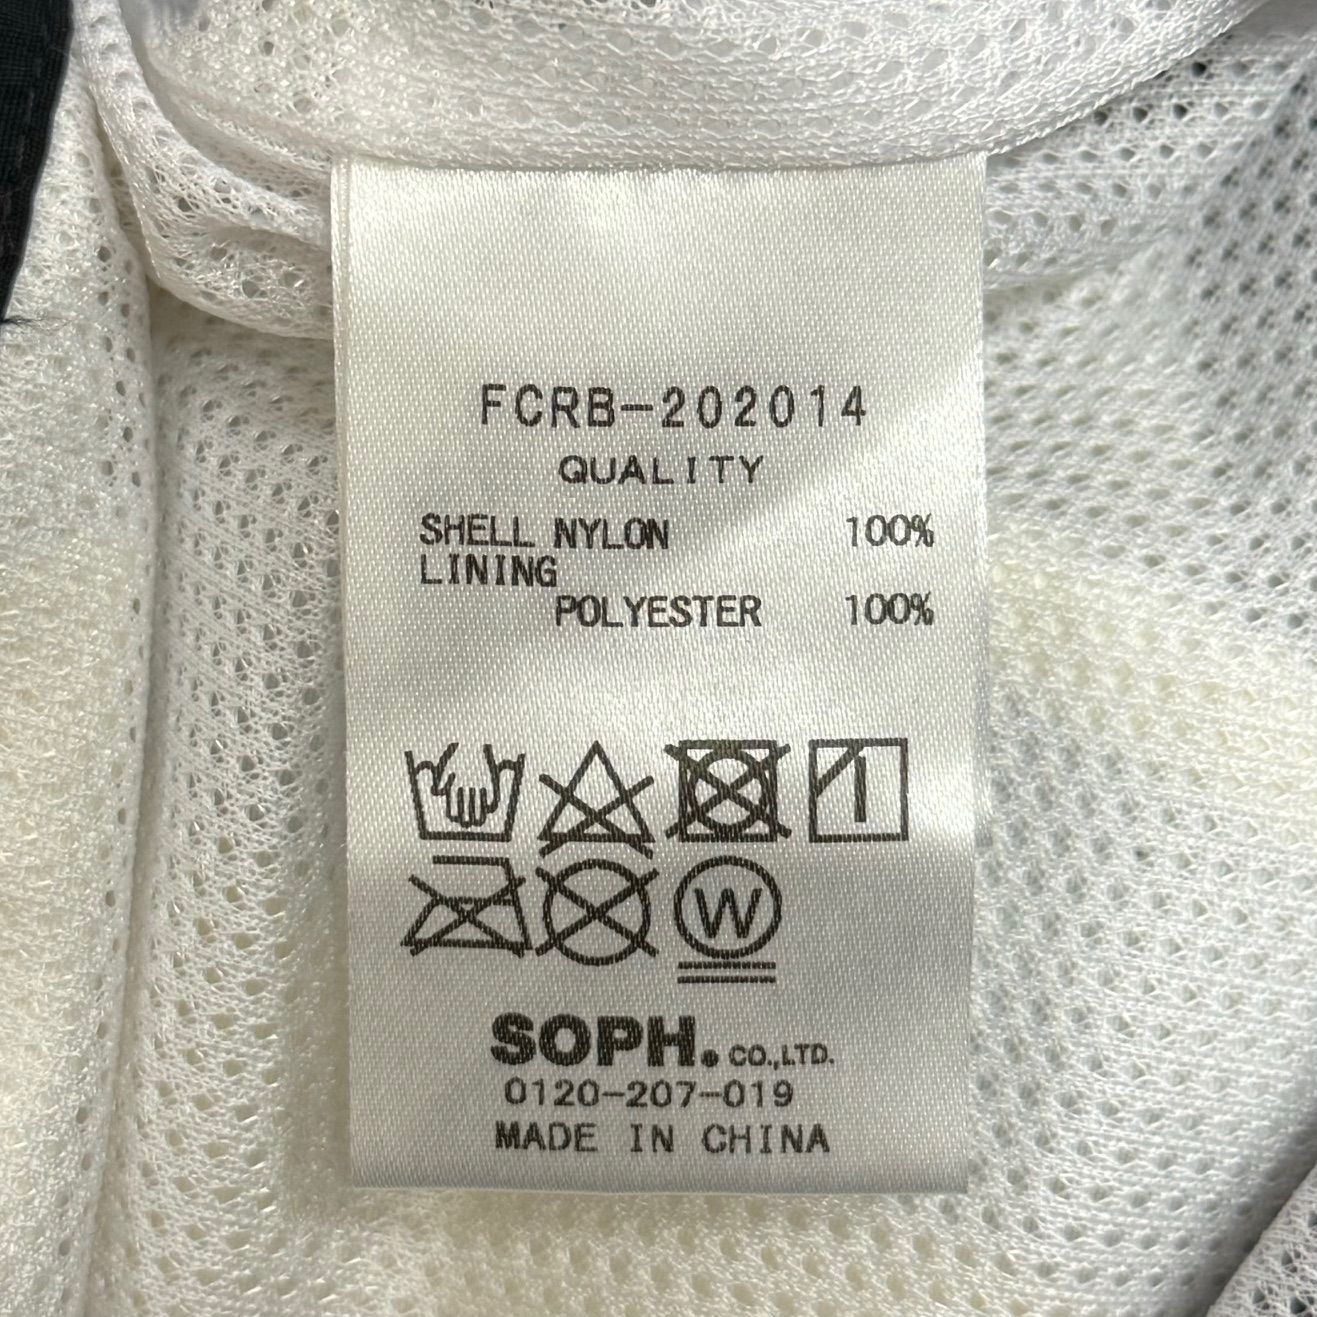 FCRB-202014
QUALITY
SHELL NYLON 100%
LINING
POLYESTER 100%
W
SOPH. CO.,LTD.
0120-207-019
MADE IN CHINA